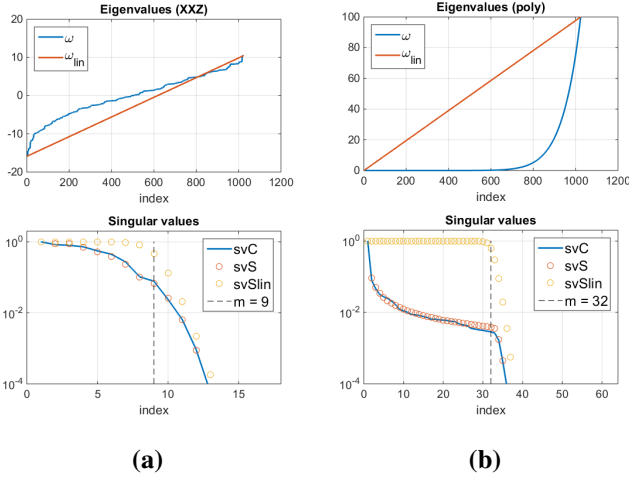 Eigenvalues (XXZ)
20
10
0
-10
-20
ω
ω_lin
0 200 400 600 800 1000 1200
index
Eigenvalues (poly)
100
80
60
40
20
0
ω
ω_lin
0 200 400 600 800 1000 1200
index
Singular values
10^0
10^-2
10^-4
svC
svS
svSlin
m = 9
0 5 10 15
index
Singular values
10^0
10^-2
10^-4
svC
svS
svSlin
m = 32
0 10 20 30 40 50 60
index
(a)
(b)